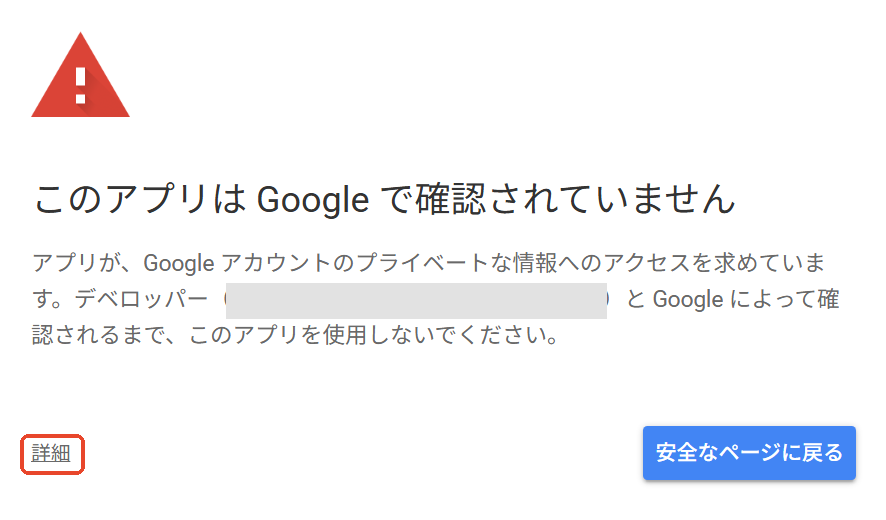 このアプリは Google で確認されていません
アプリが、Google アカウントのプライベートな情報へのアクセスを求めていま
す。デベロッパー（ ）と Google によって確
認されるまで、このアプリを使用しないでください。
詳細
安全なページに戻る